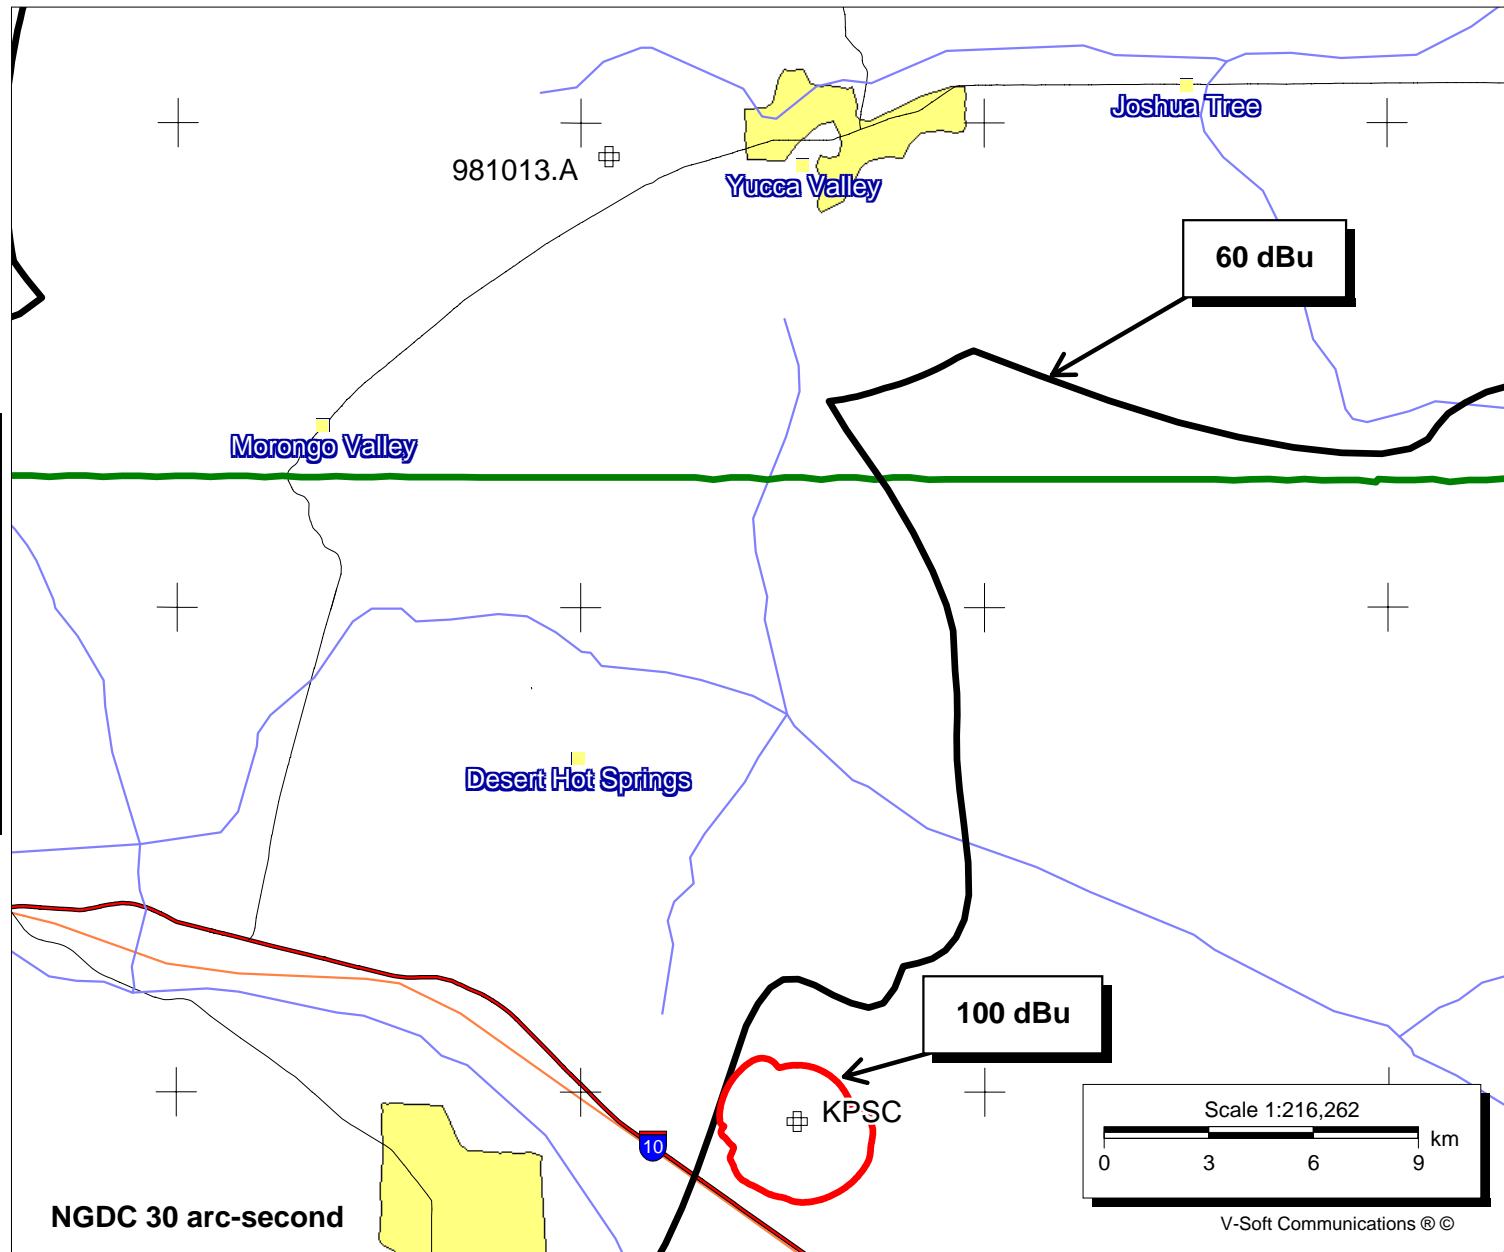 Joshua Tree
981013.A
Yucca Valley
60 dBu
Morongo Valley
Desert Hot Springs
100 dBu
KPSC
10
Scale 1:216,262
km
0 3 6 9
NGDC 30 arc-second
V-Soft Communications ® ©